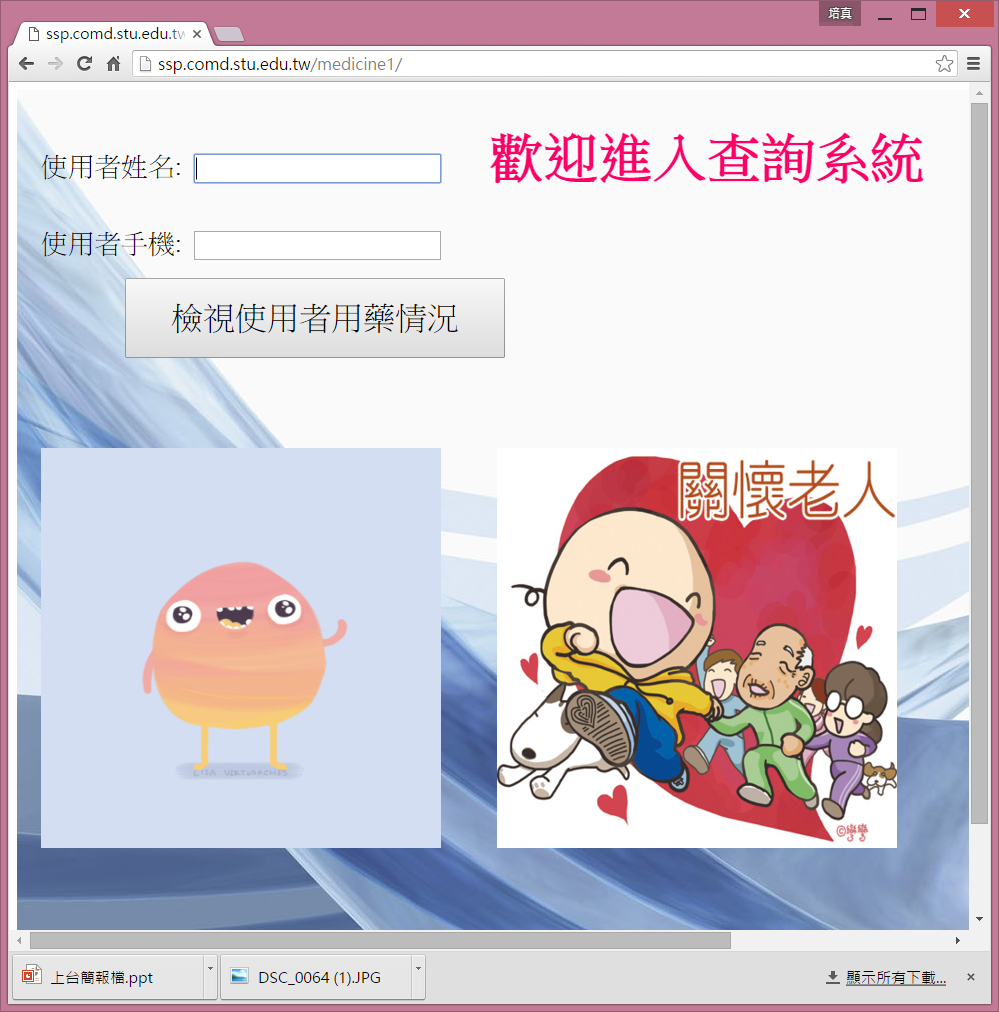 培真
ssp.comd.stu.edu.tw
ssp.comd.stu.edu.tw/medicine1/
歡迎進入查詢系統
使用者姓名:
使用者手機:
檢視使用者用藥情況
關懷老人
上台簡報檔.ppt
DSC_0064 (1).JPG
顯示所有下載...